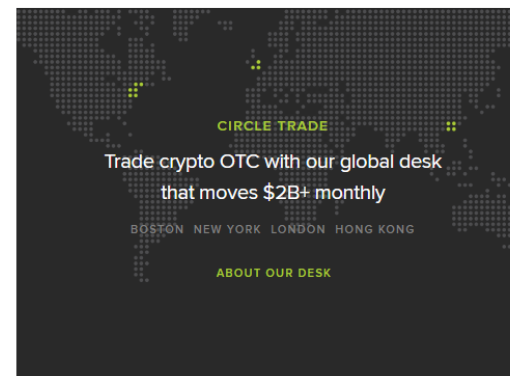 CIRCLE TRADE
Trade crypto OTC with our global desk
that moves $2B+ monthly
BOSTON NEW YORK LONDON HONG KONG
ABOUT OUR DESK